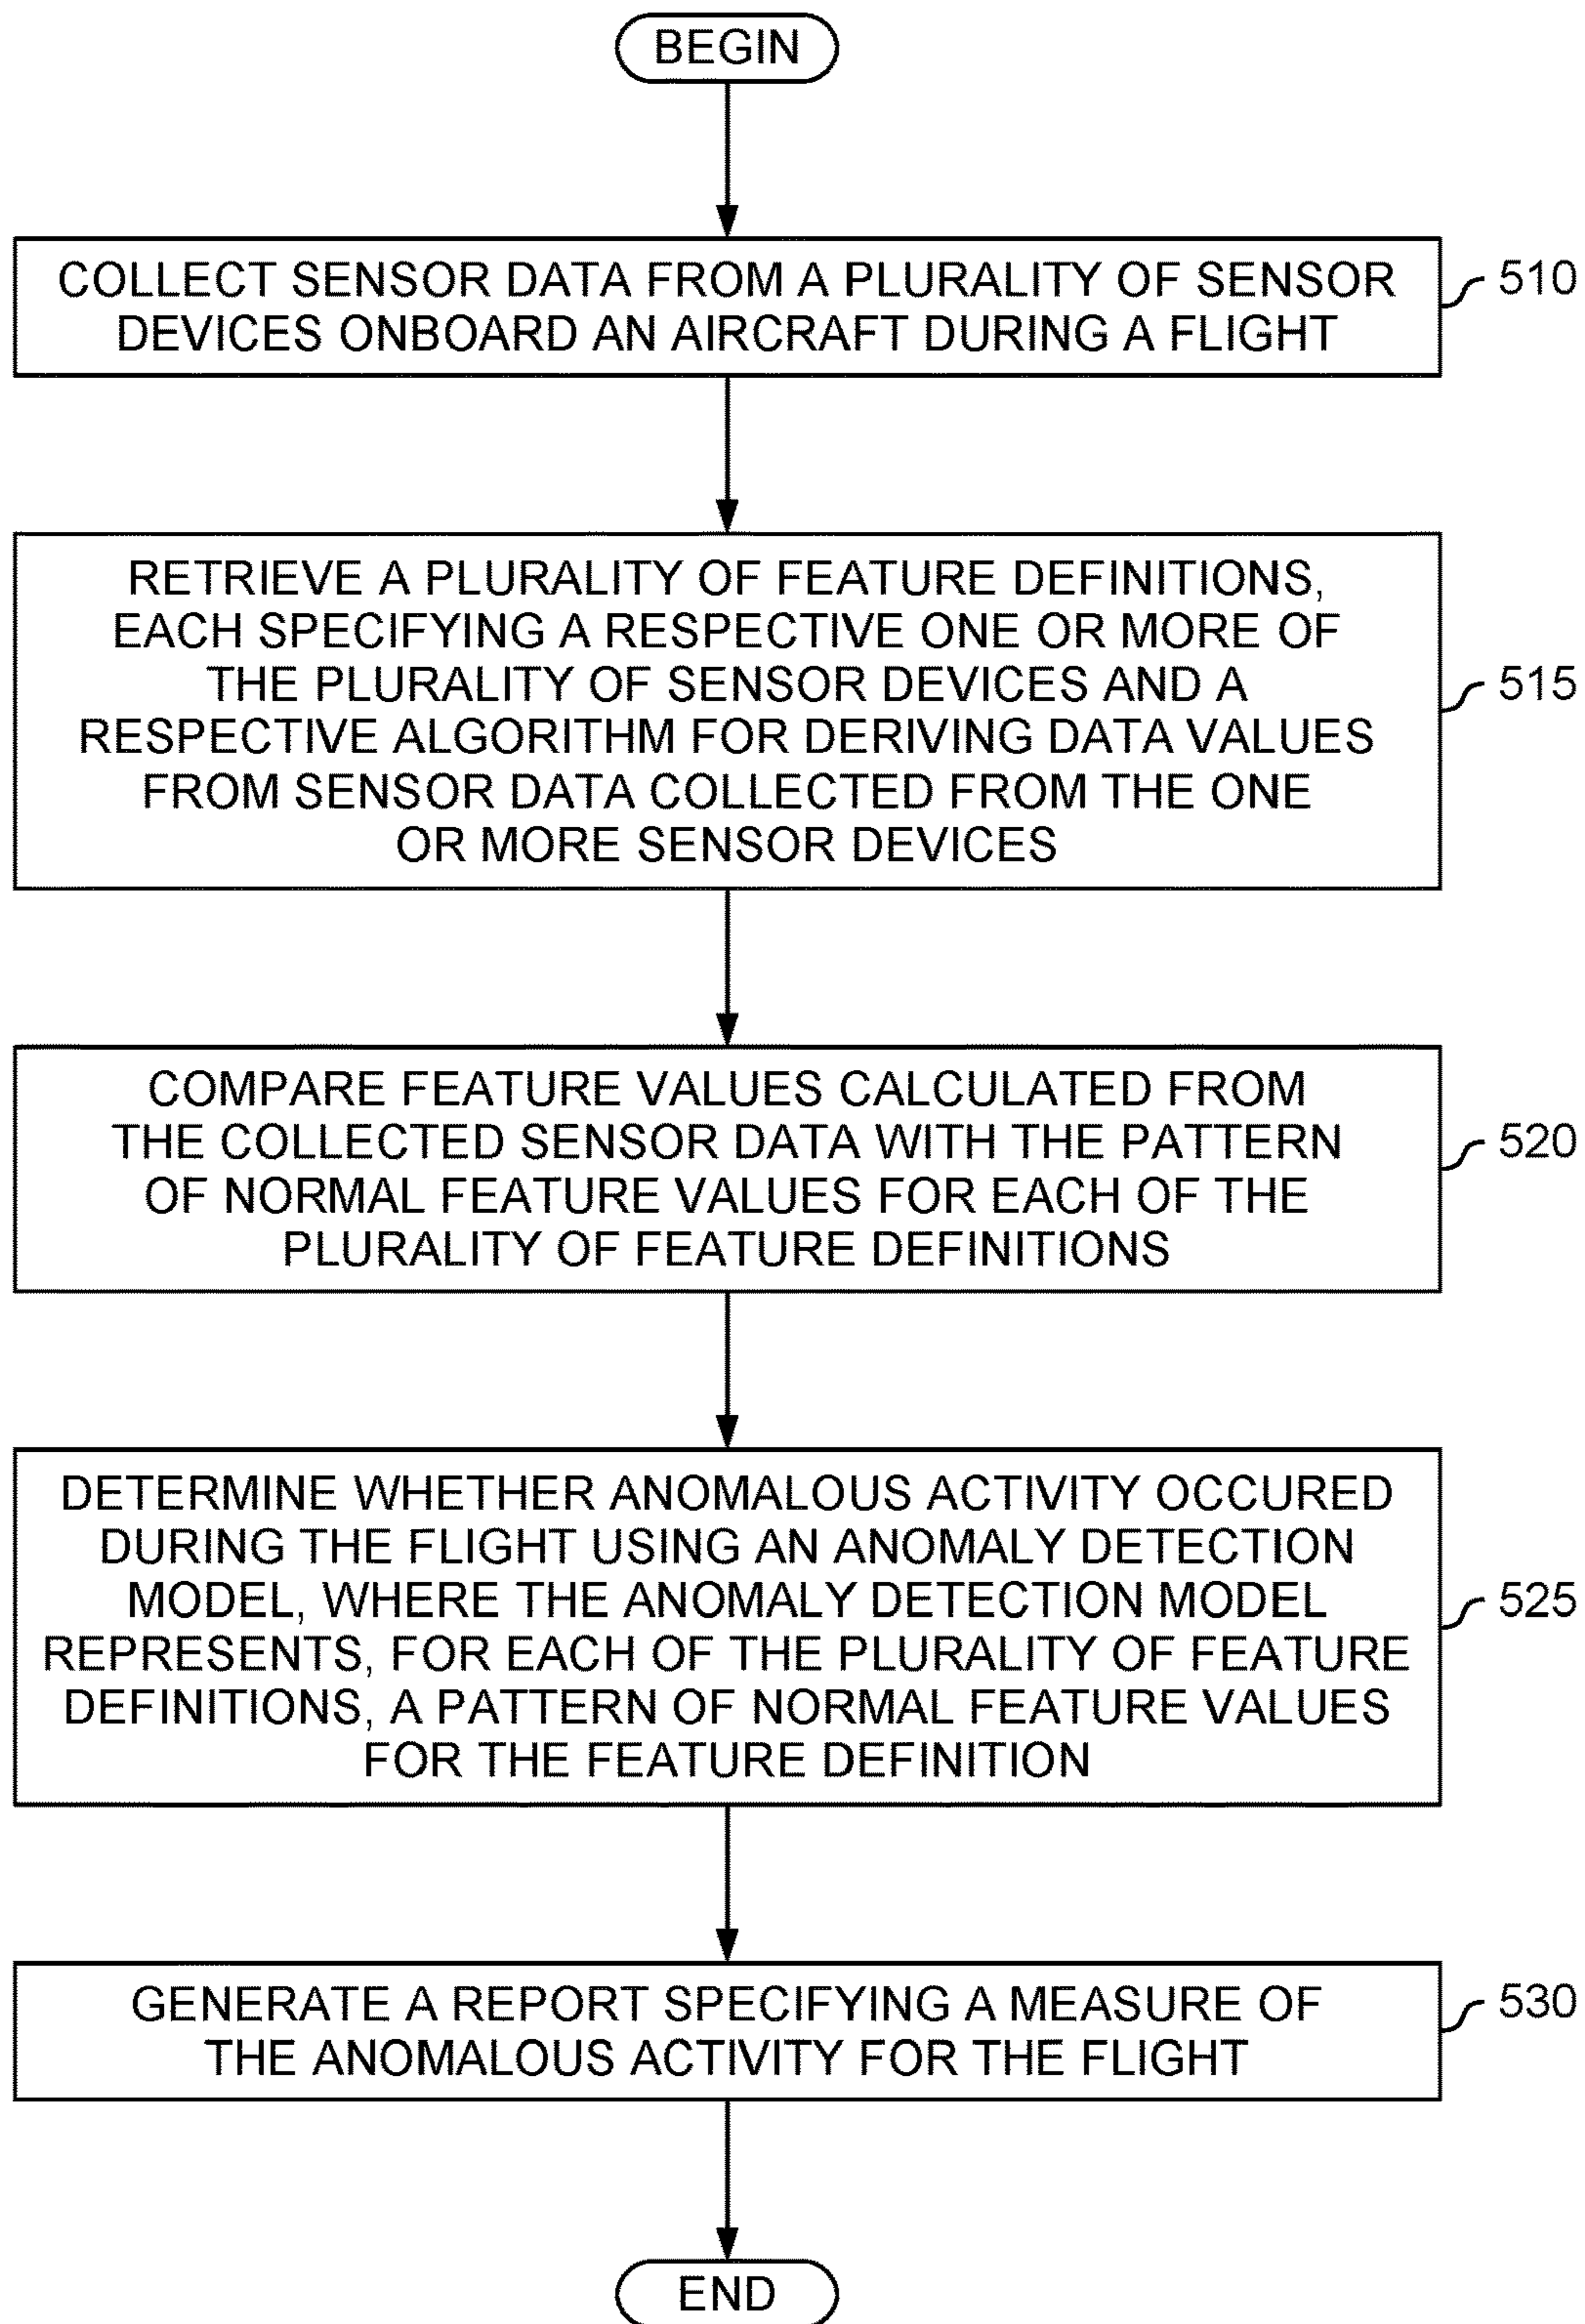 BEGIN
COLLECT SENSOR DATA FROM A PLURALITY OF SENSOR
DEVICES ONBOARD AN AIRCRAFT DURING A FLIGHT
510
RETRIEVE A PLURALITY OF FEATURE DEFINITIONS,
EACH SPECIFYING A RESPECTIVE ONE OR MORE OF
THE PLURALITY OF SENSOR DEVICES AND A
RESPECTIVE ALGORITHM FOR DERIVING DATA VALUES
FROM SENSOR DATA COLLECTED FROM THE ONE
OR MORE SENSOR DEVICES
515
COMPARE FEATURE VALUES CALCULATED FROM
THE COLLECTED SENSOR DATA WITH THE PATTERN
OF NORMAL FEATURE VALUES FOR EACH OF THE
PLURALITY OF FEATURE DEFINITIONS
520
DETERMINE WHETHER ANOMALOUS ACTIVITY OCCURED
DURING THE FLIGHT USING AN ANOMALY DETECTION
MODEL, WHERE THE ANOMALY DETECTION MODEL
REPRESENTS, FOR EACH OF THE PLURALITY OF FEATURE
DEFINITIONS, A PATTERN OF NORMAL FEATURE VALUES
FOR THE FEATURE DEFINITION
525
GENERATE A REPORT SPECIFYING A MEASURE OF
THE ANOMALOUS ACTIVITY FOR THE FLIGHT
530
END